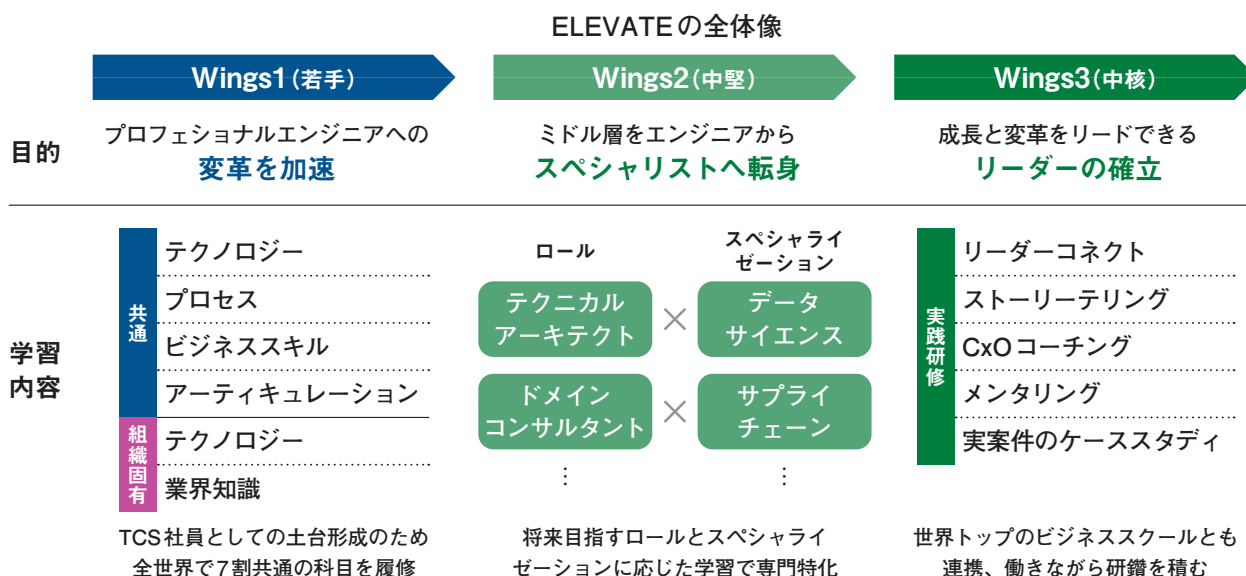 ELEVATEの全体像
Wings1(若手)
Wings2(中堅)
Wings3(中核)
目的
プロフェショナルエンジニアへの
変革を加速
ミドル層をエンジニアから
スペシャリストへ転身
成長と変革をリードできる
リーダーの確立
学習
内容
共通
テクノロジー
プロセス
ビジネススキル
アーティキュレーション
組織固有
テクノロジー
業界知識
TCS社員としての土台形成のため
全世界で7割共通の科目を履修
ロール
スペシャライ
ゼーション
テクニカル
アーキテクト
×
データ
サイエンス
ドメイン
コンサルタント
×
サプライ
チェーン
⋮
⋮
将来目指すロールとスペシャライ
ゼーションに応じた学習で専門特化
実践研修
リーダーコネクト
ストーリーテリング
CxOコーチング
メンタリング
実案件のケーススタディ
世界トップのビジネススクールとも
連携、働きながら研鑽を積む